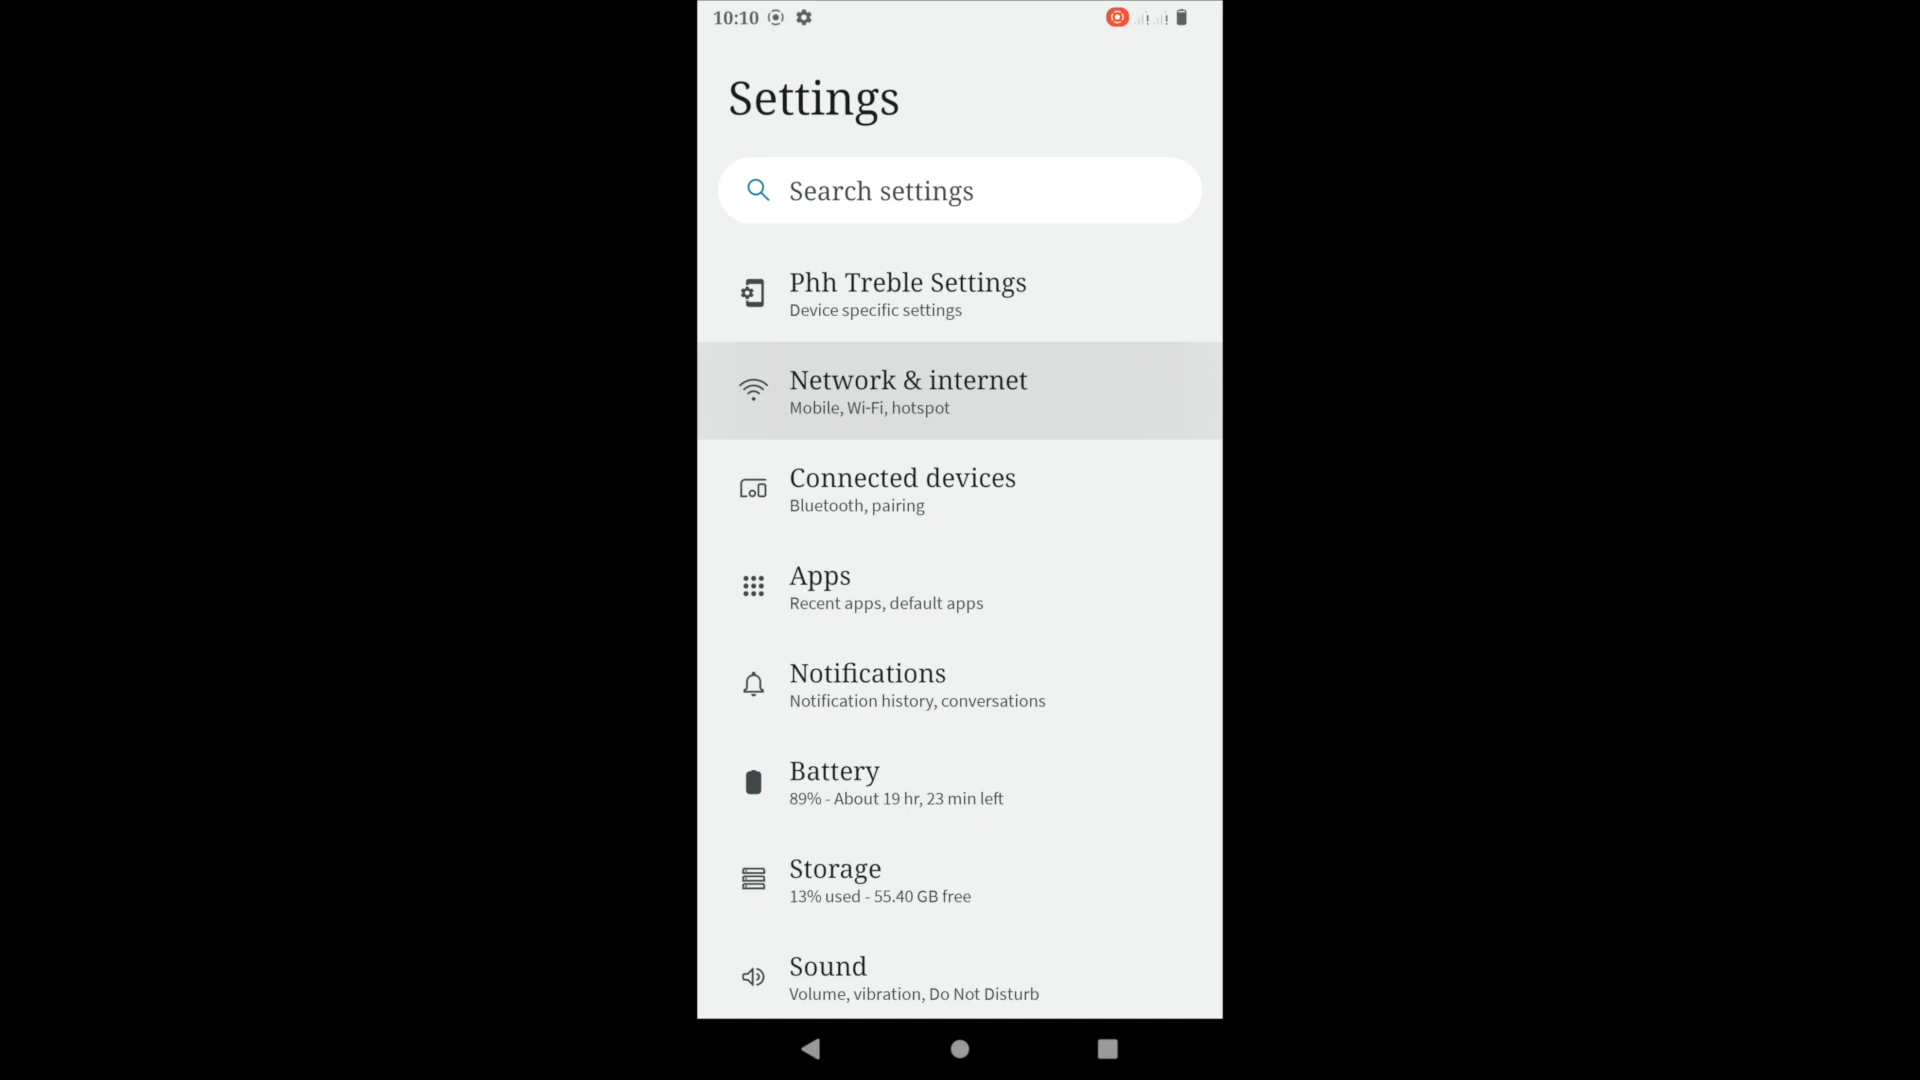 10:10
Settings
Search settings
Phh Treble Settings
Device specific settings
Network & internet
Mobile, Wi-Fi, hotspot
Connected devices
Bluetooth, pairing
Apps
Recent apps, default apps
Notifications
Notification history, conversations
Battery
89% - About 19 hr, 23 min left
Storage
13% used - 55.40 GB free
Sound
Volume, vibration, Do Not Disturb